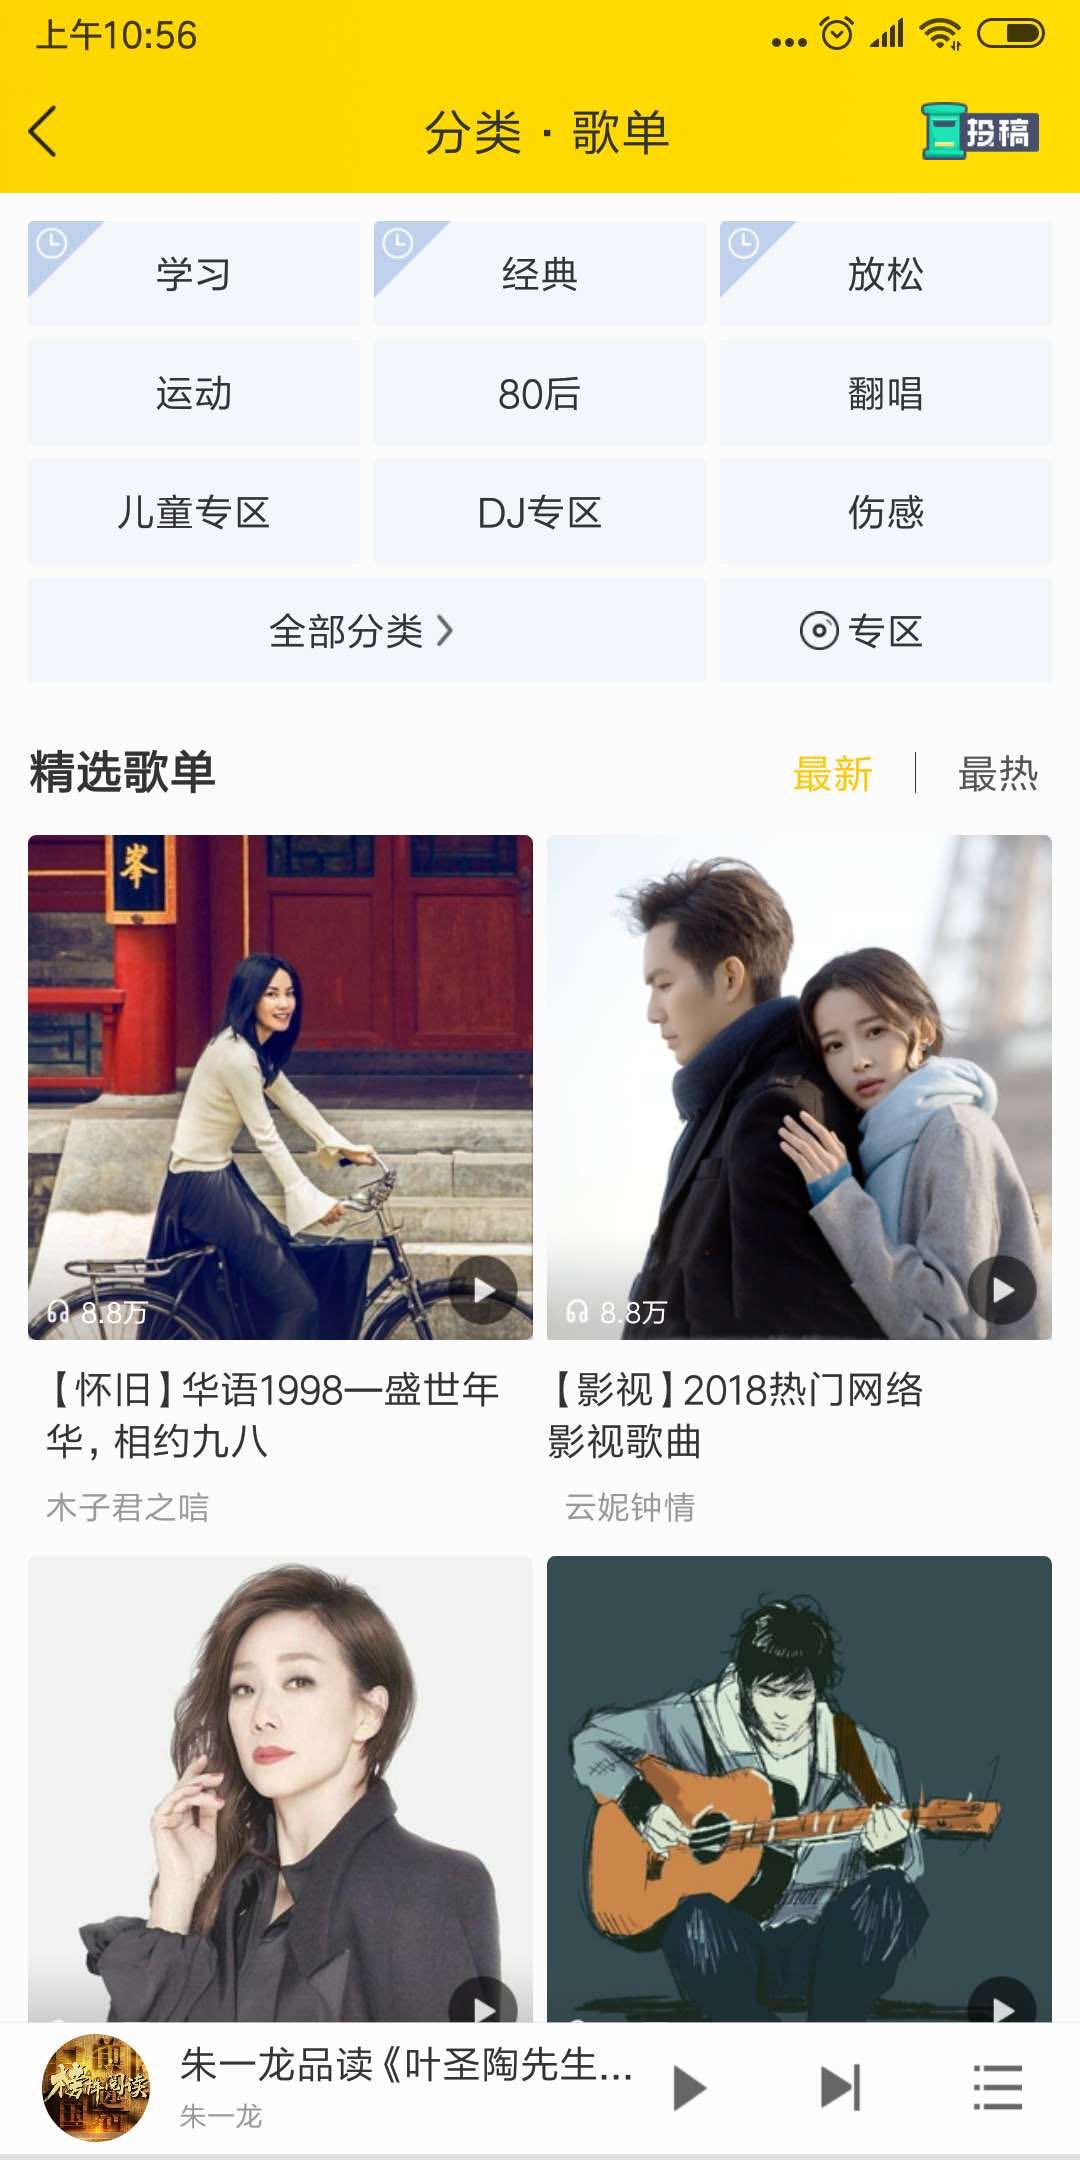 上午10:56
分类·歌单
投稿
学习
经典
放松
运动
80后
翻唱
儿童专区
DJ专区
伤感
全部分类
专区
精选歌单
最新
最热
峯
8.8万
8.8万
【怀旧】华语1998—盛世年
华，相约九八
木子君之唁
【影视】2018热门网络
影视歌曲
云妮钟情
榜样阅读
朱一龙品读《叶圣陶先生...
朱一龙